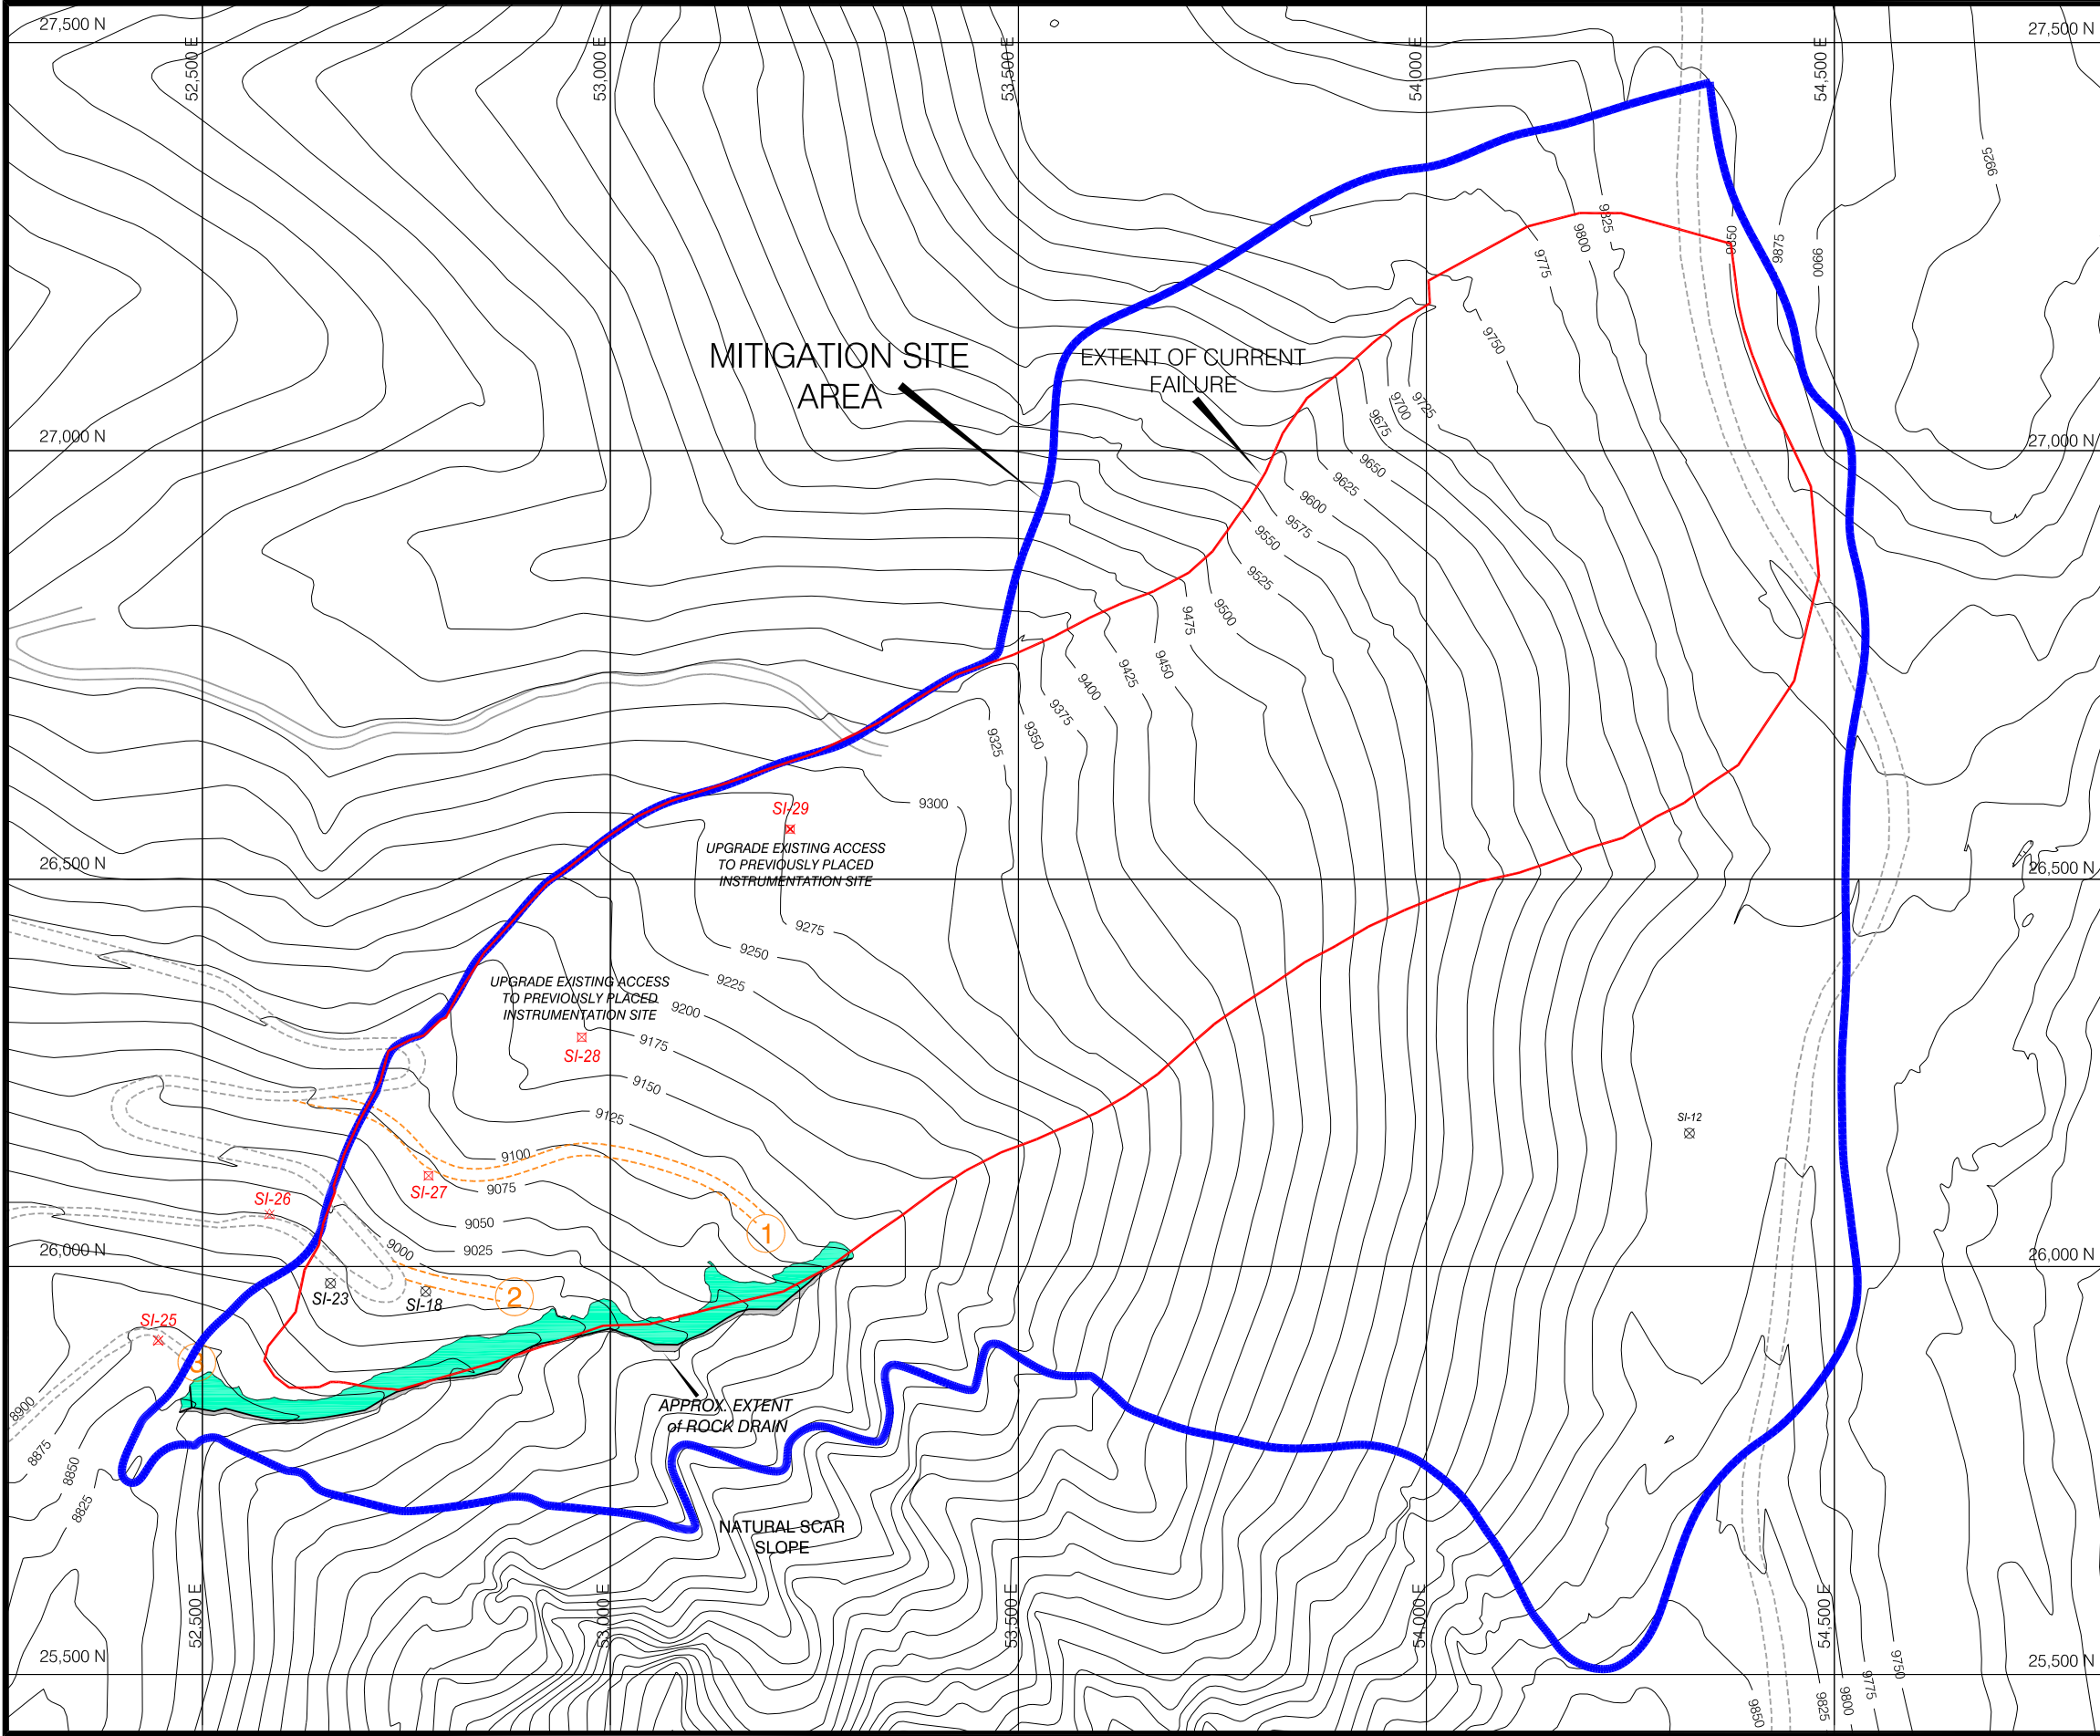 27,500 N
27,500 N
52,500 E
53,000 E
53,500 E
54,000 E
54,500 E
9925
9825
9850
9875
9900
9800
9775
9750
MITIGATION SITE
AREA
EXTENT OF CURRENT
FAILURE
9725
9700
9675
27,000 N
27,000 N
9650
9625
9600
9575
9550
9525
9500
9475
9450
9425
9400
9375
9350
9325
9300
SI-29
UPGRADE EXISTING ACCESS
TO PREVIOUSLY PLACED
INSTRUMENTATION SITE
26,500 N
26,500 N
9275
9250
9225
UPGRADE EXISTING ACCESS
TO PREVIOUSLY PLACED
INSTRUMENTATION SITE
9200
9175
SI-28
9150
9125
SI-12
9100
9075
SI-27
SI-26
9050
1
9025
9000
26,000 N
26,000 N
SI-23
SI-18
2
SI-25
3
8900
APPROX. EXTENT
of ROCK DRAIN
8875
8850
8825
NATURAL SCAR
SLOPE
52,500 E
53,000 E
53,500 E
54,000 E
54,500 E
25,500 N
25,500 N
9850
9825
9800
9775
9750